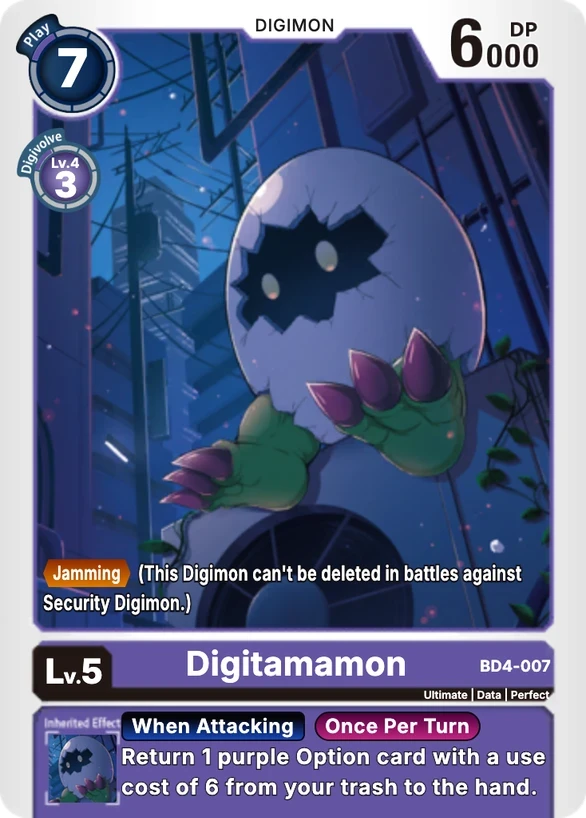 DIGIMON
Play
7
6000
DP
Digivolve
Lv.4
3
Jamming (This Digimon can't be deleted in battles against
Security Digimon.)
Lv.5
Digitamamon
BD4-007
Ultimate | Data | Perfect
Inherited Effect
When Attacking Once Per Turn
Return 1 purple Option card with a use
cost of 6 from your trash to the hand.